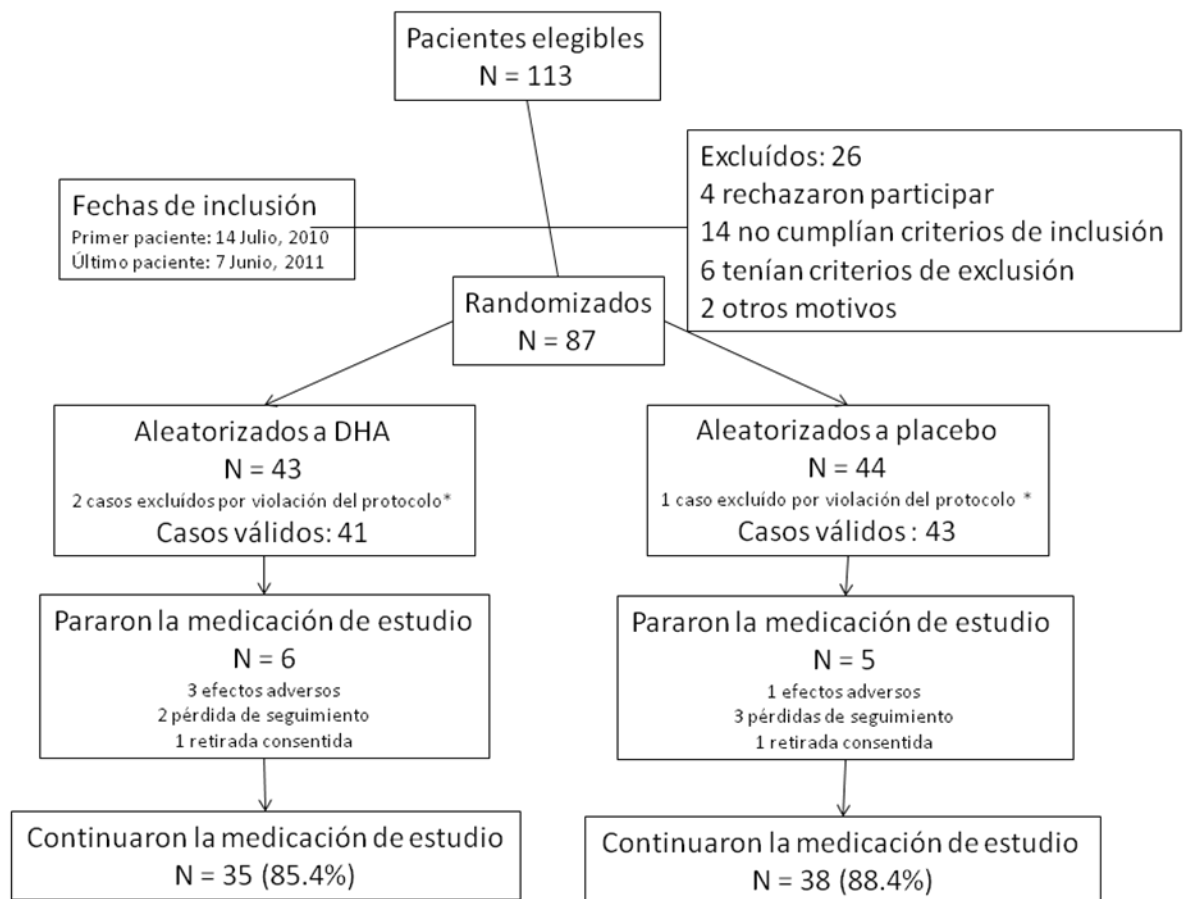 Pacientes elegibles
N = 113
Excluídos: 26
4 rechazaron participar
14 no cumplían criterios de inclusión
6 tenían criterios de exclusión
2 otros motivos
Fechas de inclusión
Primer paciente: 14 Julio, 2010
Último paciente: 7 Junio, 2011
Randomizados
N = 87
Aleatorizados a DHA
N = 43
2 casos excluídos por violación del protocolo*
Casos válidos: 41
Aleatorizados a placebo
N = 44
1 caso excluído por violación del protocolo *
Casos válidos : 43
Pararon la medicación de estudio
N = 6
3 efectos adversos
2 pérdida de seguimiento
1 retirada consentida
Pararon la medicación de estudio
N = 5
1 efectos adversos
3 pérdidas de seguimiento
1 retirada consentida
Continuaron la medicación de estudio
N = 35 (85.4%)
Continuaron la medicación de estudio
N = 38 (88.4%)